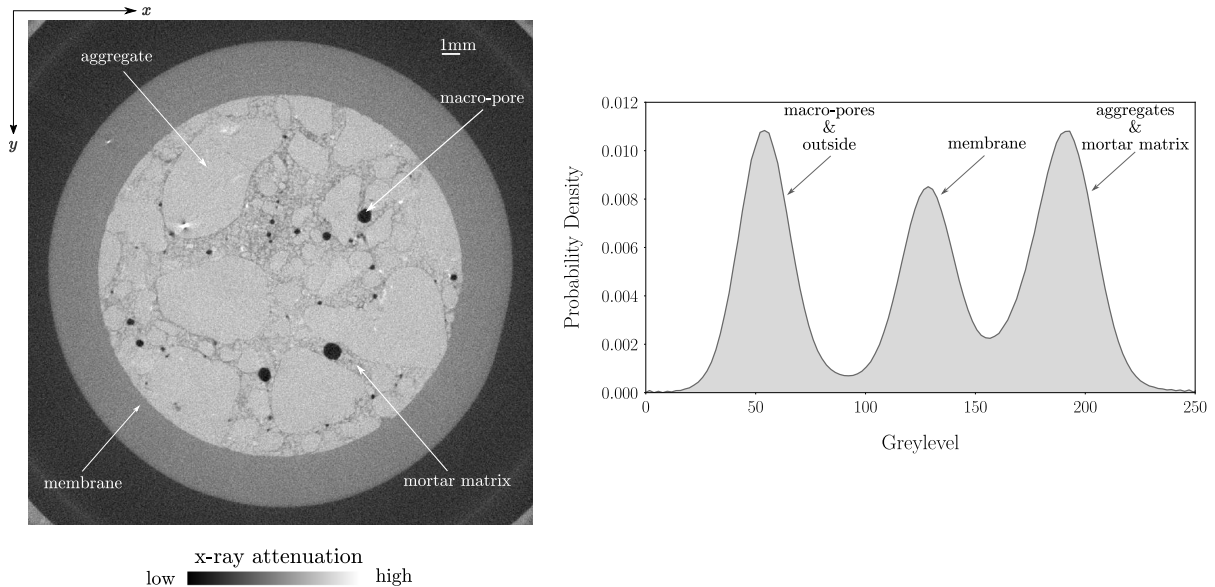 x
y
aggregate
1mm
macro-pore
membrane
mortar matrix
x-ray attenuation
low
high
macro-pores
&
outside
membrane
aggregates
&
mortar matrix
Probability Density
0.012
0.010
0.008
0.006
0.004
0.002
0.000
0 50 100 150 200 250
Greylevel